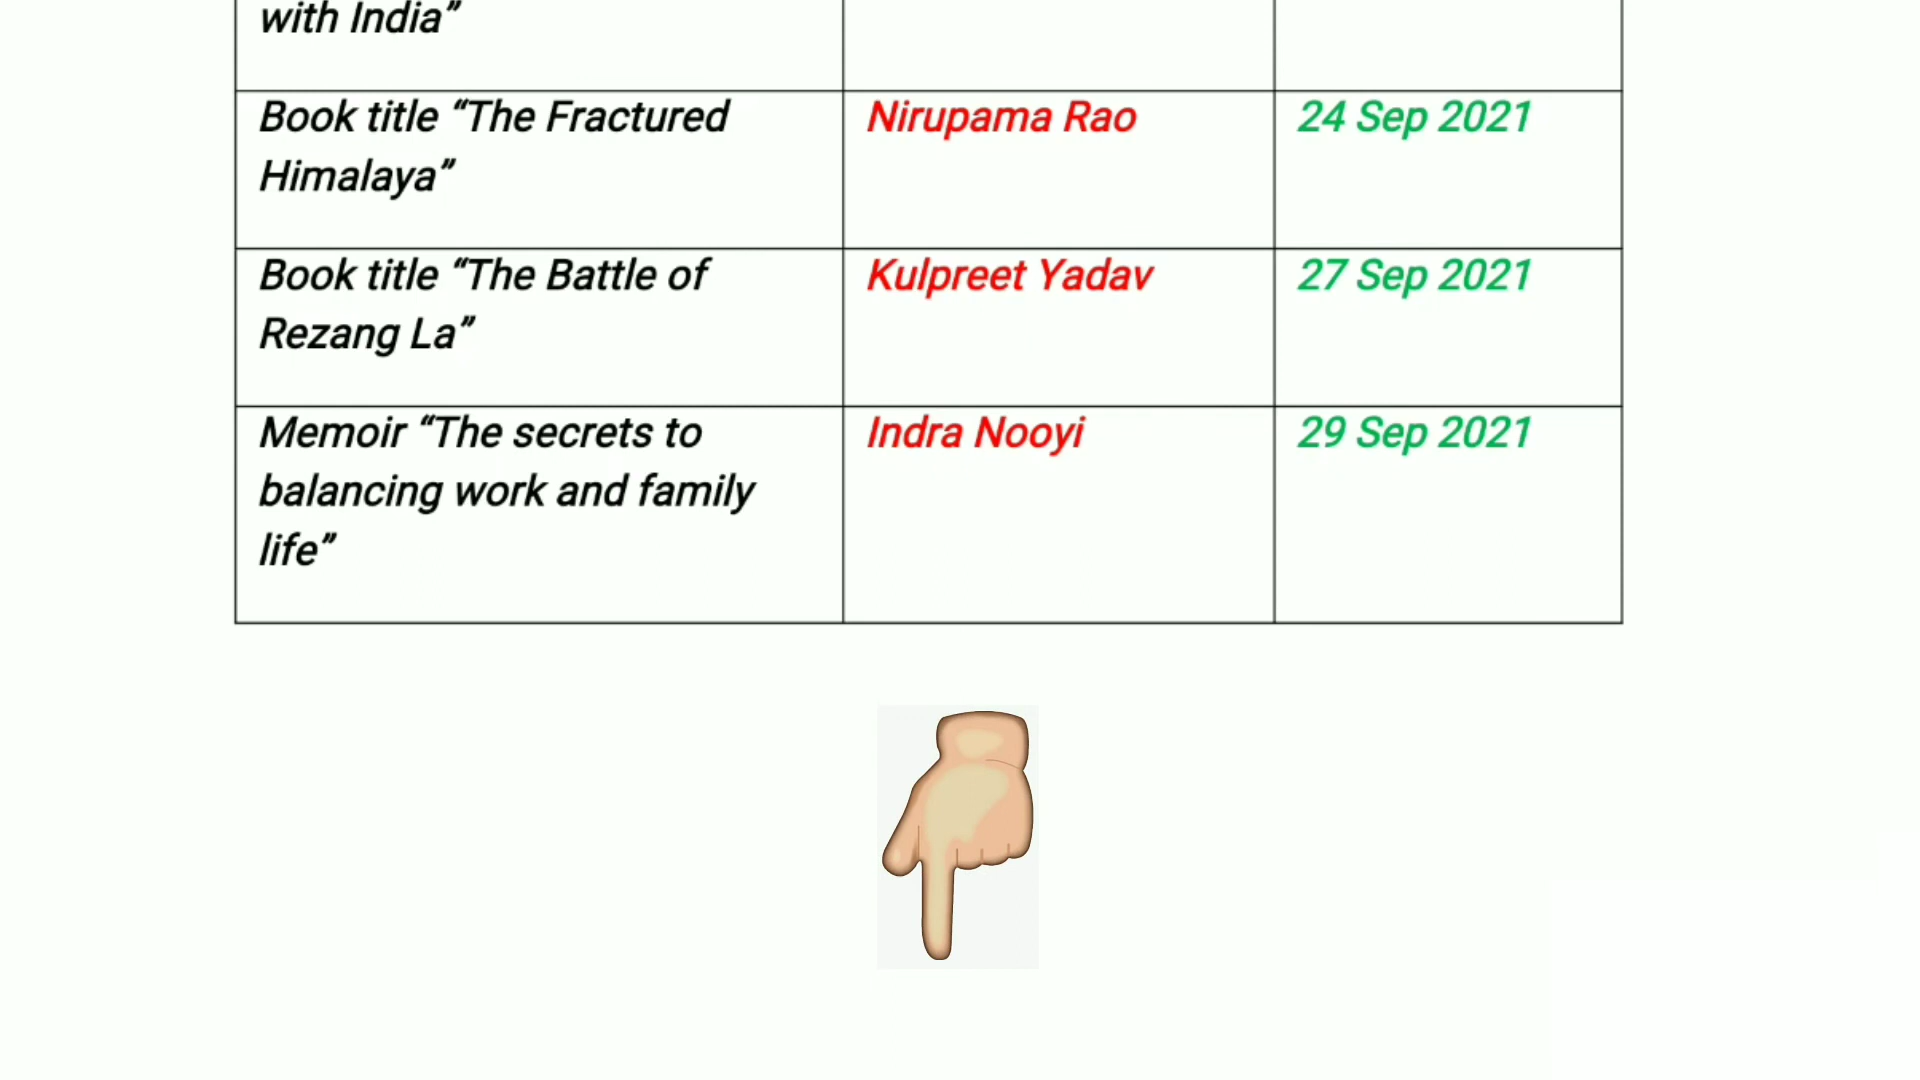 with India”
Book title “The Fractured
Himalaya”
Nirupama Rao
24 Sep 2021
Book title “The Battle of
Rezang La”
Kulpreet Yadav
27 Sep 2021
Memoir “The secrets to
balancing work and family
life”
Indra Nooyi
29 Sep 2021